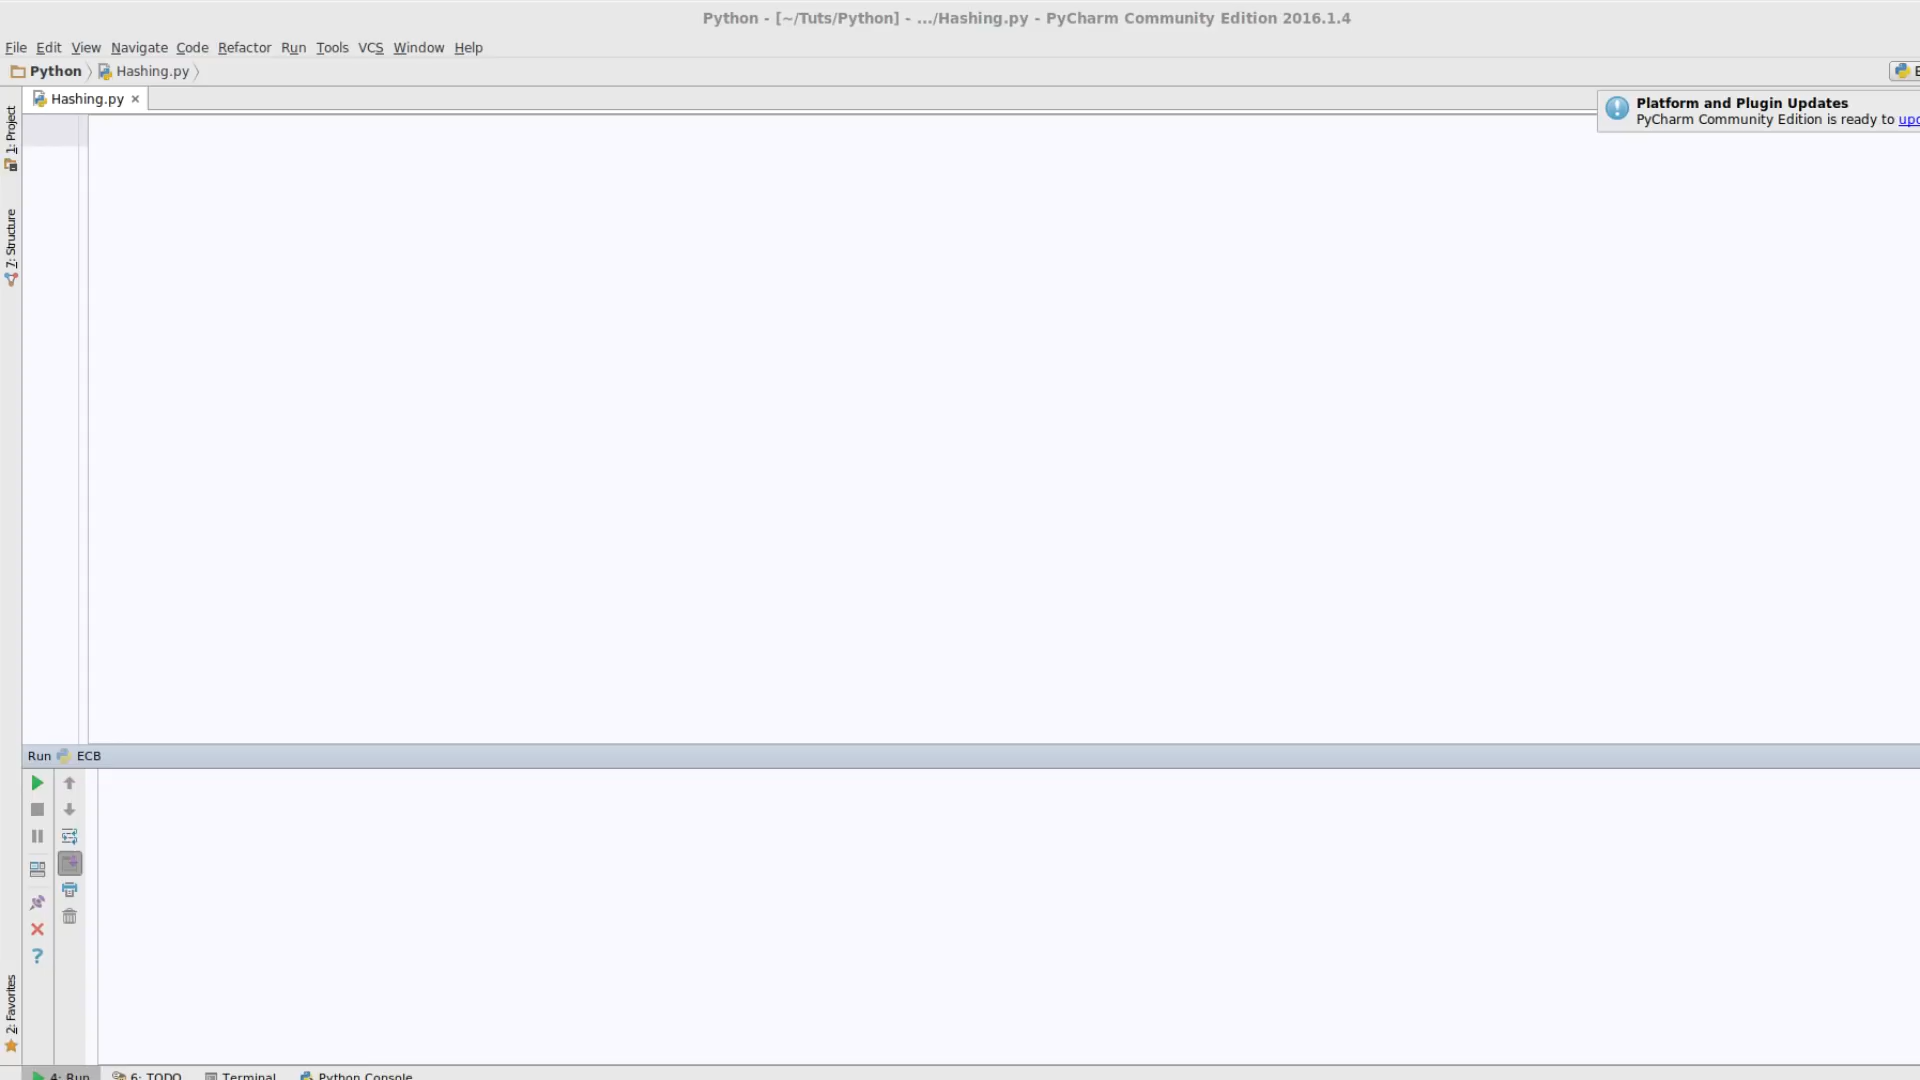 Python - [~/Tuts/Python] - .../Hashing.py - PyCharm Community Edition 2016.1.4
File Edit View Navigate Code Refactor Run Tools VCS Window Help
Python Hashing.py
Hashing.py
Platform and Plugin Updates
PyCharm Community Edition is ready to
1: Project
7: Structure
Run ECB
2: Favorites
4: Run 6: TODO Terminal Python Console